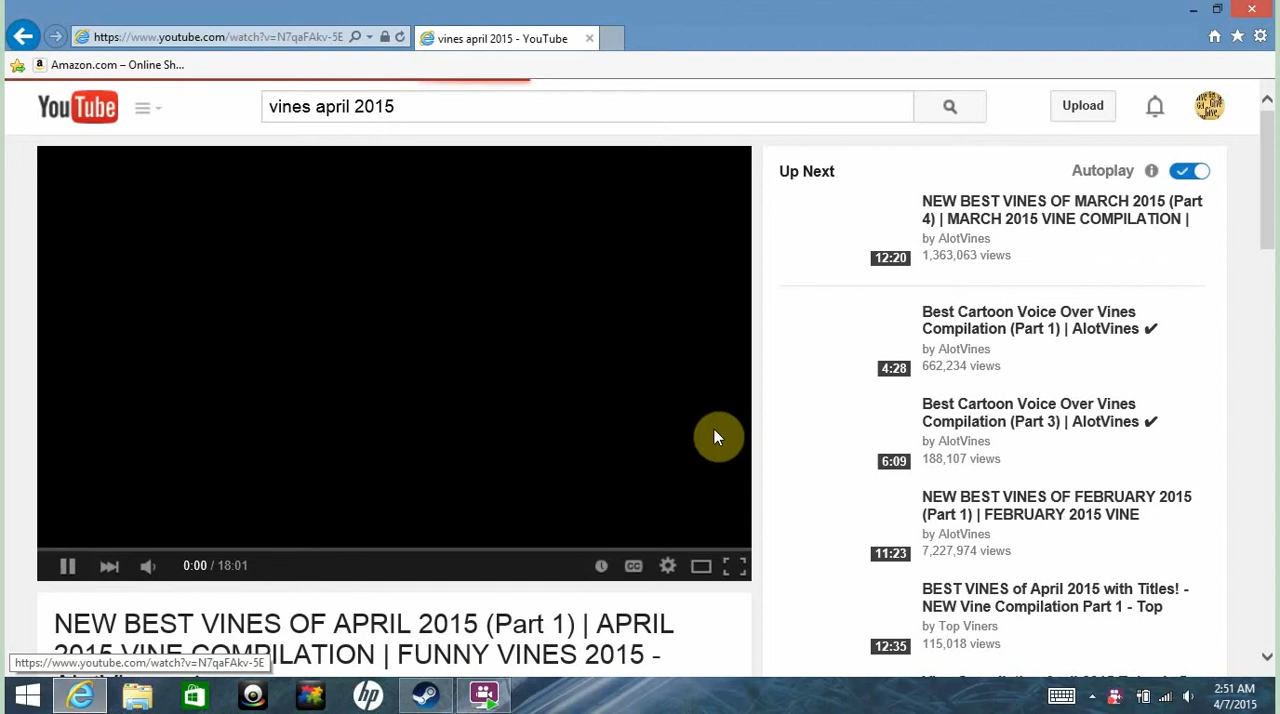 https://www.youtube.com/watch?v=N7qaFAkv-5E
vines april 2015 - YouTube
Amazon.com – Online Sh...
YouTube
vines april 2015
Upload
Up Next
Autoplay
NEW BEST VINES OF MARCH 2015 (Part
4) | MARCH 2015 VINE COMPILATION |
by AlotVines
12:20
1,363,063 views
Best Cartoon Voice Over Vines
Compilation (Part 1) | AlotVines ✔
by AlotVines
4:28
662,234 views
Best Cartoon Voice Over Vines
Compilation (Part 3) | AlotVines ✔
by AlotVines
6:09
188,107 views
NEW BEST VINES OF FEBRUARY 2015
(Part 1) | FEBRUARY 2015 VINE
by AlotVines
11:23
7,227,974 views
BEST VINES of April 2015 with Titles! -
NEW Vine Compilation Part 1 - Top
by Top Viners
12:35
115,018 views
0:00 / 18:01
CC
NEW BEST VINES OF APRIL 2015 (Part 1) | APRIL
2015 VINE COMPILATION | FUNNY VINES 2015 -
https://www.youtube.com/watch?v=N7qaFAkv-5E
hp
2:51 AM
4/7/2015